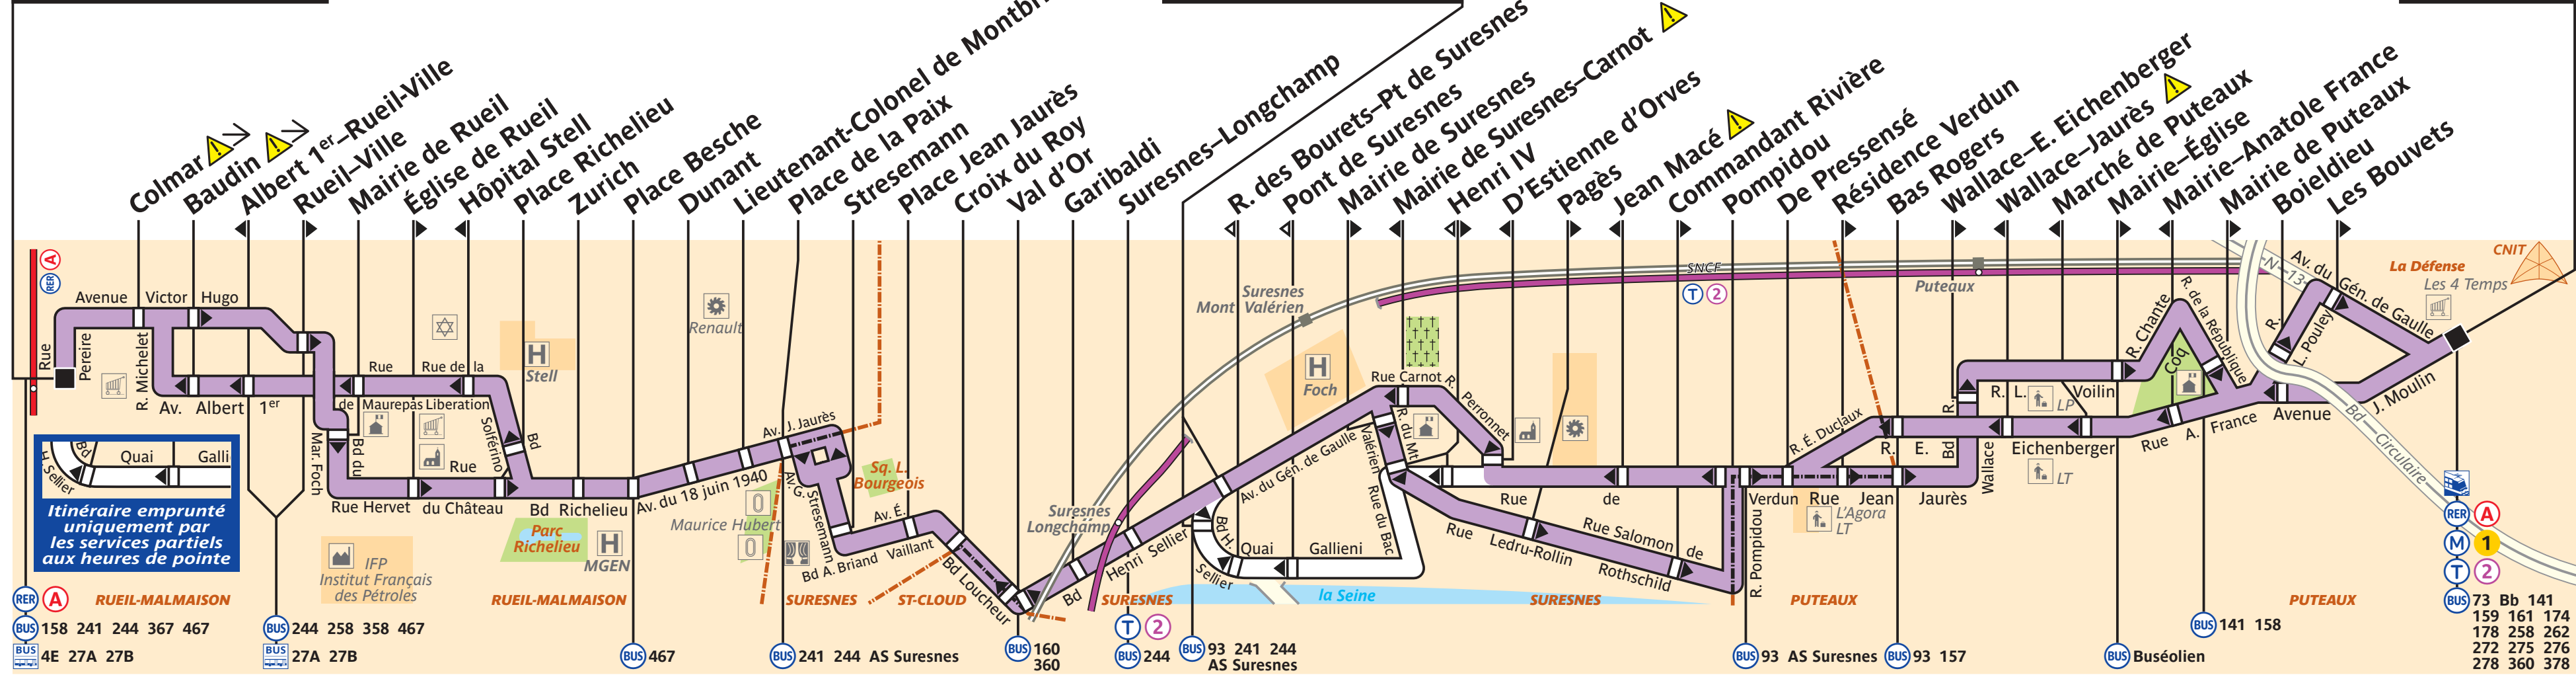 Colmar
Baudin
Albert 1er–Rueil-Ville
Rueil–Ville
Mairie de Rueil
Église de Rueil
Hôpital Stell
Place Richelieu
Zurich
Place Besche
Dunant
Lieutenant-Colonel de
Place de la Paix
Stresemann
Place Jean Jaurès
Croix du Roy
Val d'Or
Garibaldi
Suresnes–Longchamp
R. des Bourets–Pt de Suresnes
Pont de Suresnes
Mairie de Suresnes
Mairie de Suresnes–Carnot
Henri IV
D'Estienne d'Orves
Pagès
Jean Macé
Commandant Rivière
Pompidou
De Pressensé
Résidence Verdun
Bas Rogers
Wallace–E. Eichenberger
Wallace–Jaurès
Marché de Puteaux
Mairie–Église
Mairie–Anatole France
Mairie de Puteaux
Boieldieu
Les Bouvets
RER A
Avenue Victor Hugo
Rue Pereire
R. Michelet
Av. Albert 1er
Rue de Maurepas
Rue de la Liberation
Bd Solférino
Stell
H
Mar. Foch
Bd du
Rue Hervet
Rue du Château
Bd Richelieu
Parc Richelieu
H
MGEN
IFP
Institut Français
des Pétroles
Renault
Av. du 18 juin 1940
Maurice Hubert
Av. J. Jaurès
Av. G. Stresemann
Sq. L. Bourgeois
Bd A. Briand
Av. É. Vaillant
Bd Loucheur
Suresnes Longchamp
Bd Henri Sellier
Suresnes Mont Valérien
H
Foch
Av. du Gén. de Gaulle
Bd H. Sellier
Quai Gallieni
la Seine
Rue Carnot
R. du Mt Valérien
R. Perronnet
Rue du Bac
Rue Ledru-Rollin
Rue Salomon de Rothschild
Rue de Verdun
R. Pompidou
SNCF
T 2
Puteaux
R. É. Duclaux
Rue Jean Jaurès
L'Agora
LT
R. E.
Bd R. Wallace
R. L. Voilin
LP
Eichenberger
LT
R. Chante Coq
R. de la République
Rue A. France
Avenue J. Moulin
R. L. Pouley
Av. du Gén. de Gaulle
N-13
Bd Circulaire
La Défense
Les 4 Temps
CNIT
H. Sellier
Bd
Quai Galli
Itinéraire emprunté
uniquement par
les services partiels
aux heures de pointe
RUEIL-MALMAISON
RUEIL-MALMAISON
SURESNES
ST-CLOUD
SURESNES
SURESNES
PUTEAUX
PUTEAUX
RER A
BUS 158 241 244 367 467
BUS 4E 27A 27B
BUS 244 258 358 467
BUS 27A 27B
BUS 467
BUS 241 244 AS Suresnes
BUS 160
360
T 2
BUS 244
BUS 93 241 244
AS Suresnes
BUS 93 AS Suresnes
BUS 93 157
BUS Buséolien
BUS 141 158
RER A
M 1
T 2
BUS 73 Bb 141
159 161 174
178 258 262
272 275 276
278 360 378